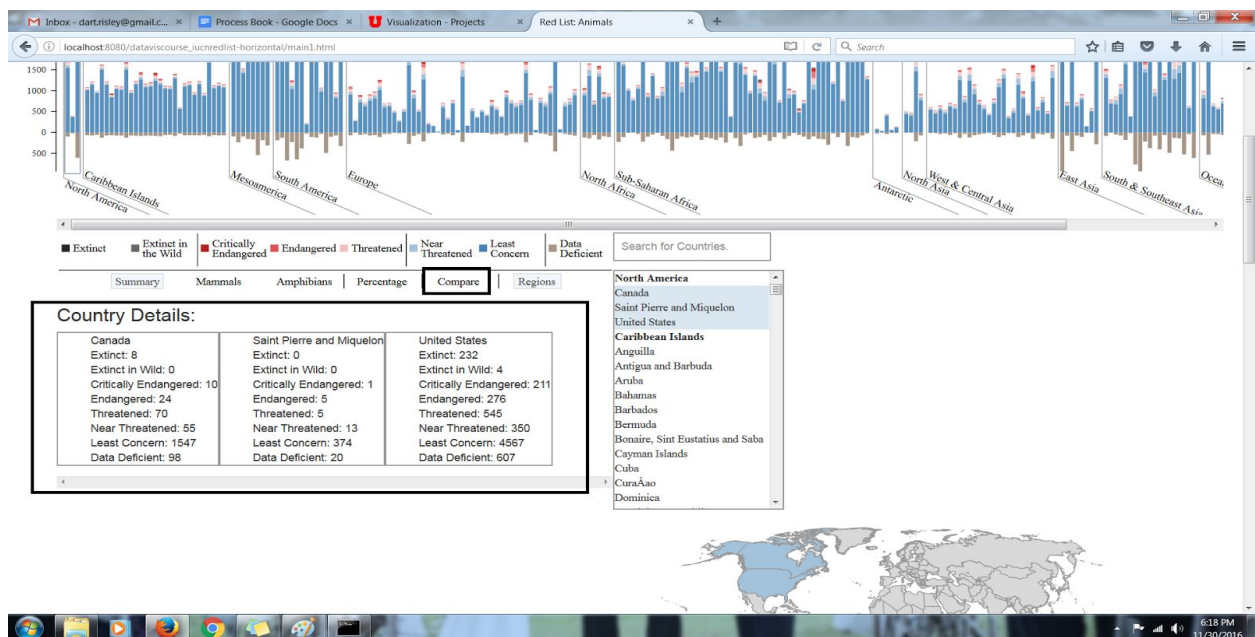 Inbox - dart.risley@gmail.c... ×
Process Book - Google Docs ×
Visualization - Projects ×
Red List: Animals ×
localhost:8080/dataviscourse_iucnredlist-horizontal/main1.html
Search
1500
1000
500
0
500
North America
Caribbean Islands
Mesoamerica
South America
Europe
North Africa
Sub-Saharan Africa
Antarctic
North Asia
West & Central Asia
East Asia
South & Southeast Asia
Ocea
Extinct
Extinct in the Wild
Critically Endangered
Endangered
Threatened
Near Threatened
Least Concern
Data Deficient
Search for Countries.
Summary Mammals Amphibians Percentage Compare Regions
Country Details:
Canada
Extinct: 8
Extinct in Wild: 0
Critically Endangered: 10
Endangered: 24
Threatened: 70
Near Threatened: 55
Least Concern: 1547
Data Deficient: 98
Saint Pierre and Miquelon
Extinct: 0
Extinct in Wild: 0
Critically Endangered: 1
Endangered: 5
Threatened: 5
Near Threatened: 13
Least Concern: 374
Data Deficient: 20
United States
Extinct: 232
Extinct in Wild: 4
Critically Endangered: 211
Endangered: 276
Threatened: 545
Near Threatened: 350
Least Concern: 4567
Data Deficient: 607
North America
Canada
Saint Pierre and Miquelon
United States
Caribbean Islands
Anguilla
Antigua and Barbuda
Aruba
Bahamas
Barbados
Bermuda
Bonaire, Sint Eustatius and Saba
Cayman Islands
Cuba
CuraÃao
Dominica
6:18 PM
11/30/2016